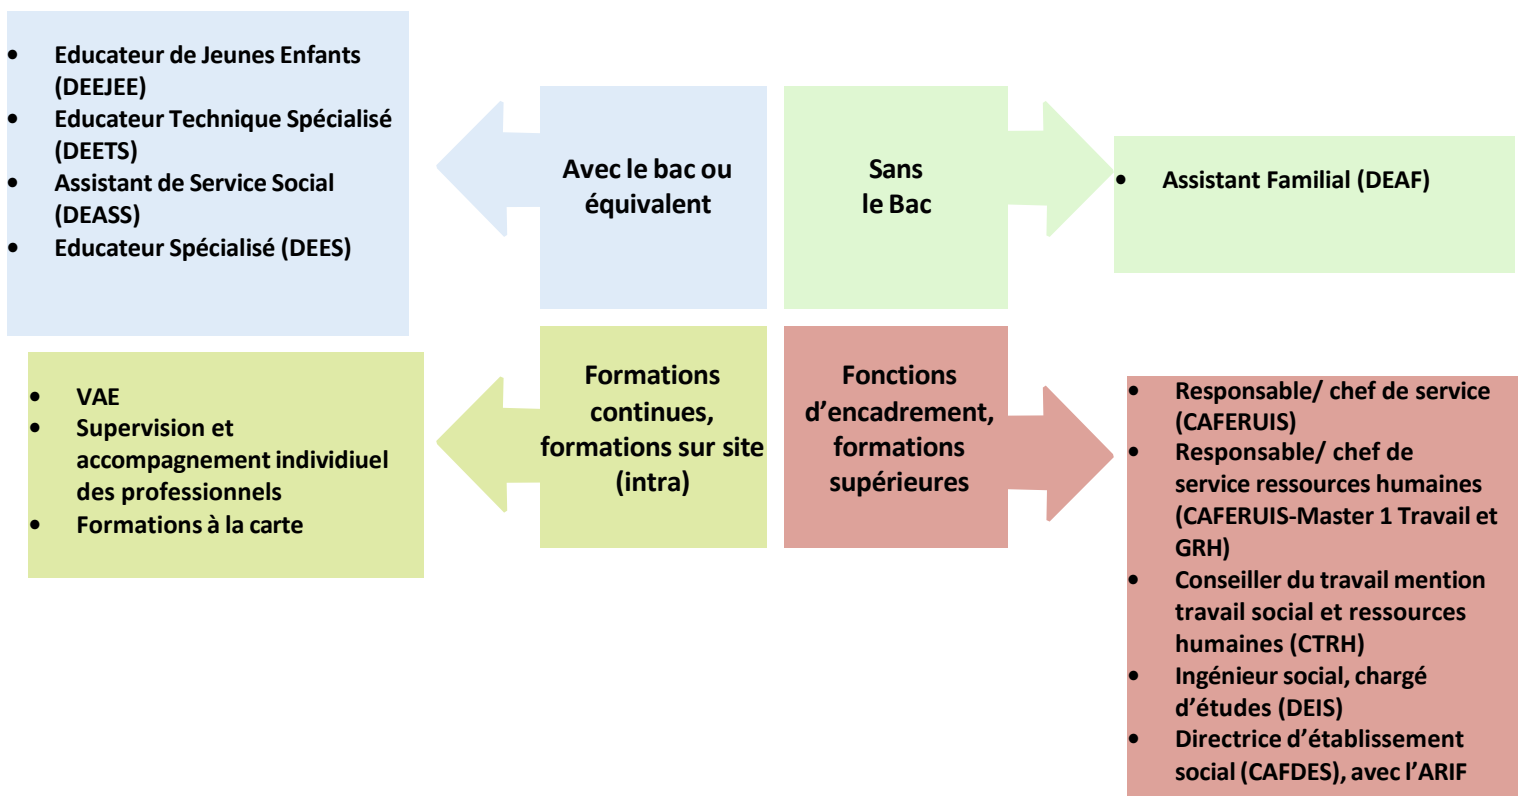 Educateur de Jeunes Enfants
(DEEJEE)
Educateur Technique Spécialisé
(DEETS)
Assistant de Service Social
(DEASS)
Educateur Spécialisé (DEES)
Avec le bac ou
équivalent
Sans
le Bac
Assistant Familial (DEAF)
VAE
Supervision et
accompagnement individiuel
des professionnels
Formations à la carte
Formations
continues,
formations sur site
(intra)
Fonctions
d’encadrement,
formations
supérieures
Responsable/ chef de service
(CAFERUIS)
Responsable/ chef de
service ressources humaines
(CAFERUIS-Master 1 Travail et
GRH)
Conseiller du travail mention
travail social et ressources
humaines (CTRH)
Ingénieur social, chargé
d’études (DEIS)
Directrice d’établissement
social (CAFDES), avec l’ARIF